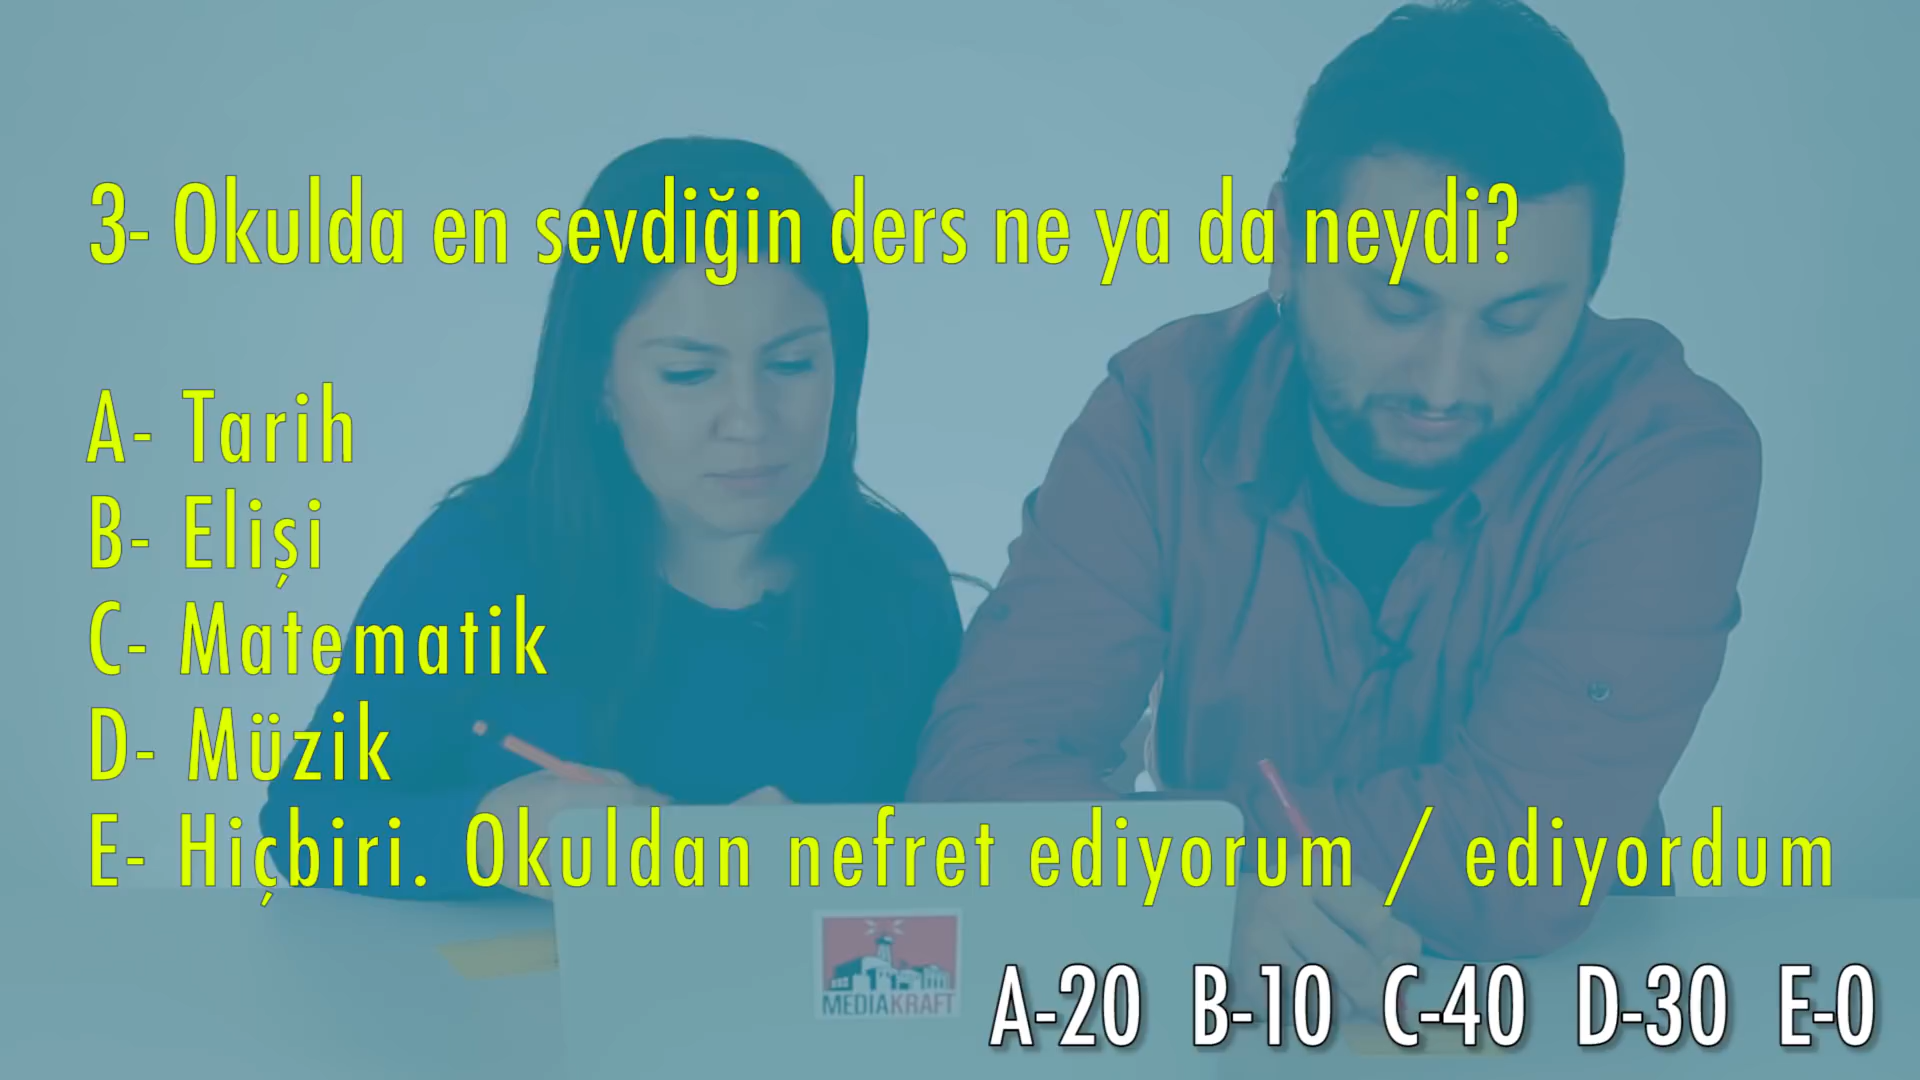 3- Okulda en sevdiğin ders ne ya da neydi?
A- Tarih
B- Elişi
C- Matematik
D- Müzik
E- Hiçbiri. Okuldan nefret ediyorum / ediyordum
MEDIAKRAFT
A-20 B-10 C-40 D-30 E-0